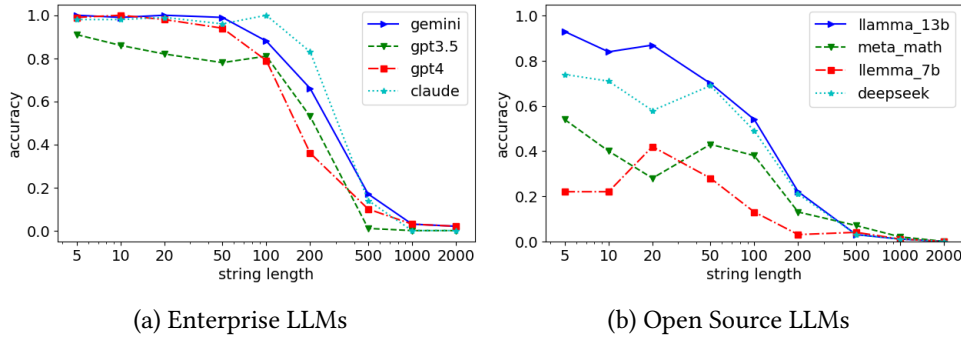 1.0
0.8
0.6
0.4
0.2
0.0
accuracy
5 10 20 50 100 200 500 1000 2000
string length
gemini
gpt3.5
gpt4
claude
(a) Enterprise LLMs
1.0
0.8
0.6
0.4
0.2
0.0
accuracy
5 10 20 50 100 200 500 1000 2000
string length
llamma_13b
meta_math
llemma_7b
deepseek
(b) Open Source LLMs